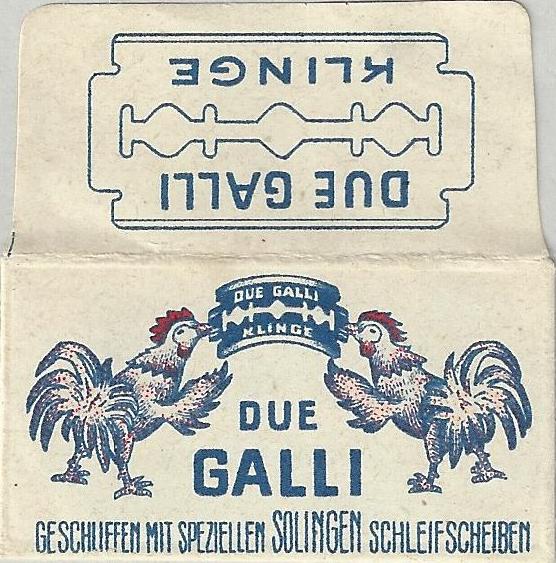 DUE GALLI
KLINGE
DUE GALLI
KLINGE
DUE
GALLI
GESCHLIFFEN MIT SPEZIELLEN SOLINGEN SCHLEIFSCHEIBEN